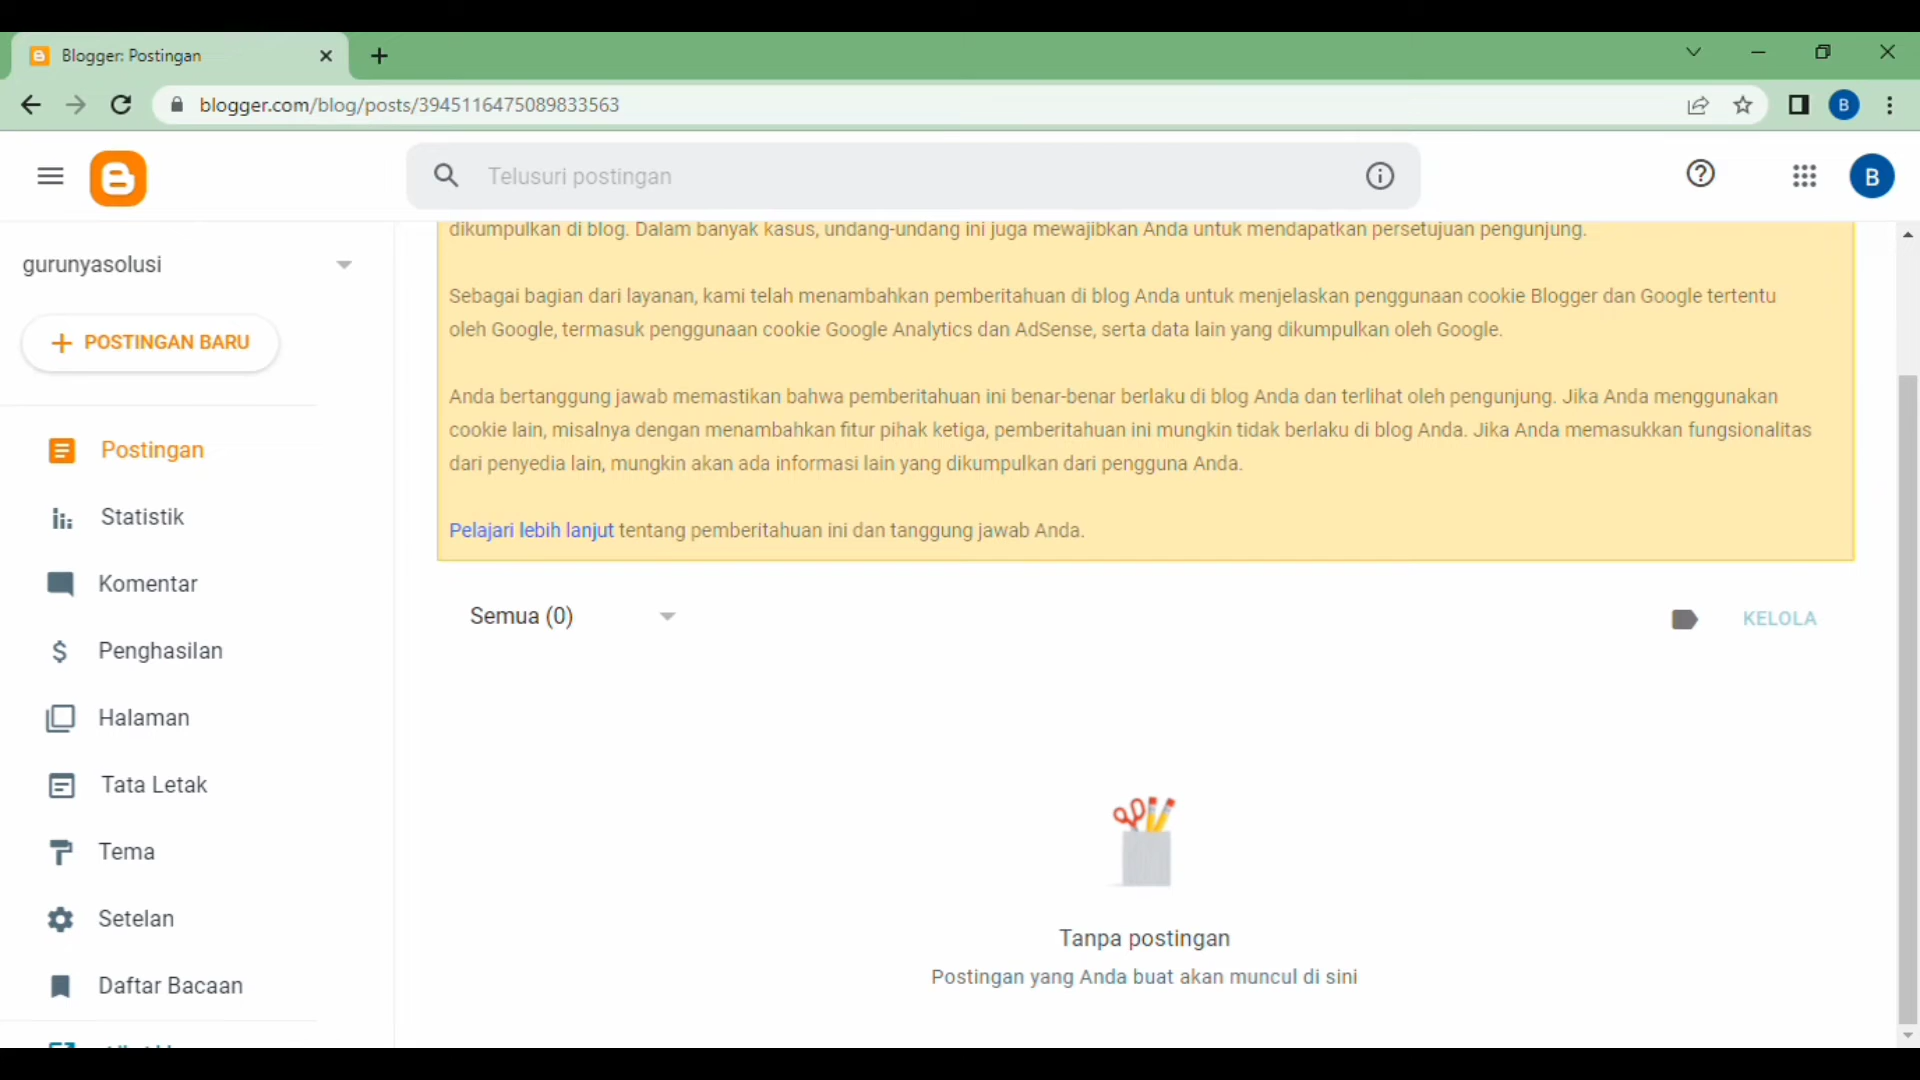 Blogger: Postingan
blogger.com/blog/posts/3945116475089833563
B
Telusuri postingan
B
gurunyasolusi
POSTINGAN BARU
Postingan
Statistik
Komentar
Penghasilan
Halaman
Tata Letak
Tema
Setelan
Daftar Bacaan
dikumpulkan di blog. Dalam banyak kasus, undang-undang ini juga mewajibkan Anda untuk mendapatkan persetujuan pengunjung.
Sebagai bagian dari layanan, kami telah menambahkan pemberitahuan di blog Anda untuk menjelaskan penggunaan cookie Blogger dan Google tertentu
oleh Google, termasuk penggunaan cookie Google Analytics dan AdSense, serta data lain yang dikumpulkan oleh Google.
Anda bertanggung jawab memastikan bahwa pemberitahuan ini benar-benar berlaku di blog Anda dan terlihat oleh pengunjung. Jika Anda menggunakan
cookie lain, misalnya dengan menambahkan fitur pihak ketiga, pemberitahuan ini mungkin tidak berlaku di blog Anda. Jika Anda memasukkan fungsionalitas
dari penyedia lain, mungkin akan ada informasi lain yang dikumpulkan dari pengguna Anda.
Pelajari lebih lanjut tentang pemberitahuan ini dan tanggung jawab Anda.
Semua (0)
KELOLA
Tanpa postingan
Postingan yang Anda buat akan muncul di sini